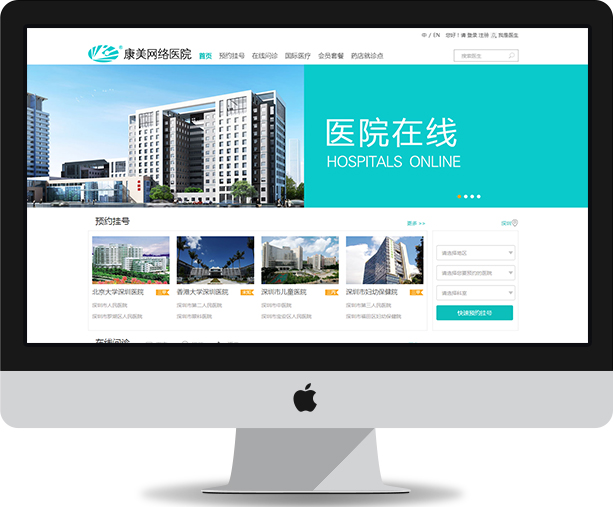 中 / EN 您好！请 登录 注册 我是医生
康美网络医院 首页 预约挂号 在线问诊 国际医疗 会员套餐 药店就诊点
搜索医生
医院在线
HOSPITALS ONLINE
预约挂号 更多 >> 深圳
北京大学深圳医院 香港大学深圳医院 深圳市儿童医院 深圳市妇幼保健院
深圳市人民医院 深圳市第二人民医院 深圳市中医院 深圳市第三人民医院
深圳市罗湖区人民医院 深圳市眼科医院 深圳市宝安区人民医院 深圳市福田区妇幼保健院
请选择地区
请选择您要预约的医院
请选择科室
快速预约挂号